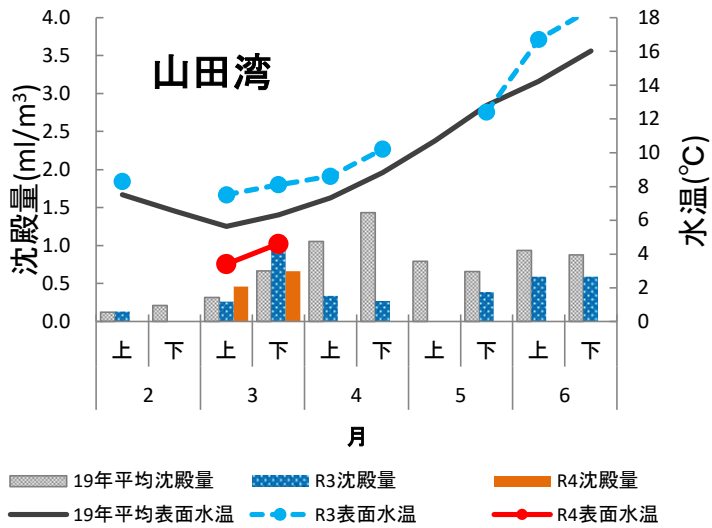 山田湾
沈殿量(ml/m³)
4.0
3.5
3.0
2.5
2.0
1.5
1.0
0.5
0.0
水温(℃)
18
16
14
12
10
8
6
4
2
0
上 下 上 下 上 下 上 下 上 下
2 3 4 5 6
月
19年平均沈殿量 R3沈殿量 R4沈殿量
19年平均表面水温 R3表面水温 R4表面水温